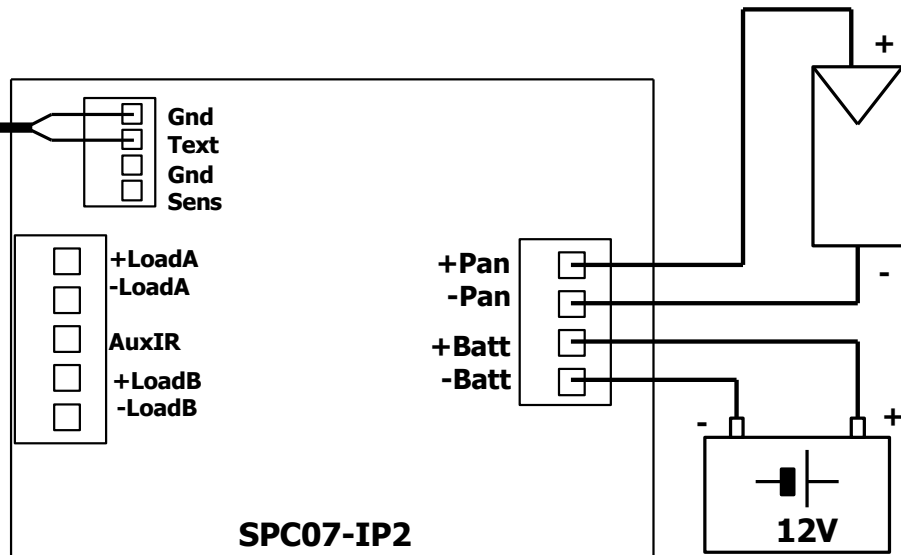 +
Gnd
Text
Gnd
Sens
+LoadA
-LoadA
AuxIR
+LoadB
-LoadB
+Pan
-Pan
+Batt
-Batt
-
-
+
12V
SPC07-IP2